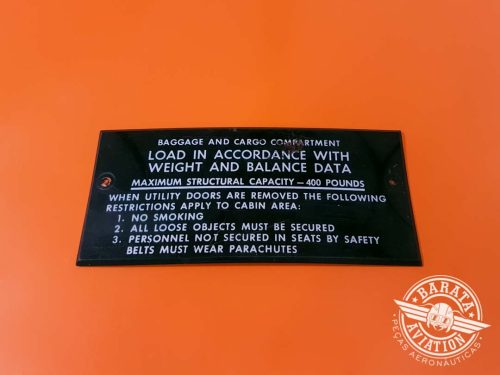 BAGGAGE AND CARGO COMPARTMENT
LOAD IN ACCORDANCE WITH
WEIGHT AND BALANCE DATA
MAXIMUM STRUCTURAL CAPACITY – 400 POUNDS
WHEN UTILITY DOORS ARE REMOVED THE FOLLOWING
RESTRICTIONS APPLY TO CABIN AREA:
1. NO SMOKING
2. ALL LOOSE OBJECTS MUST BE SECURED
3. PERSONNEL NOT SECURED IN SEATS BY SAFETY
BELTS MUST WEAR PARACHUTES
BARATA
AVIATION
PEÇAS AERONÁUTICAS